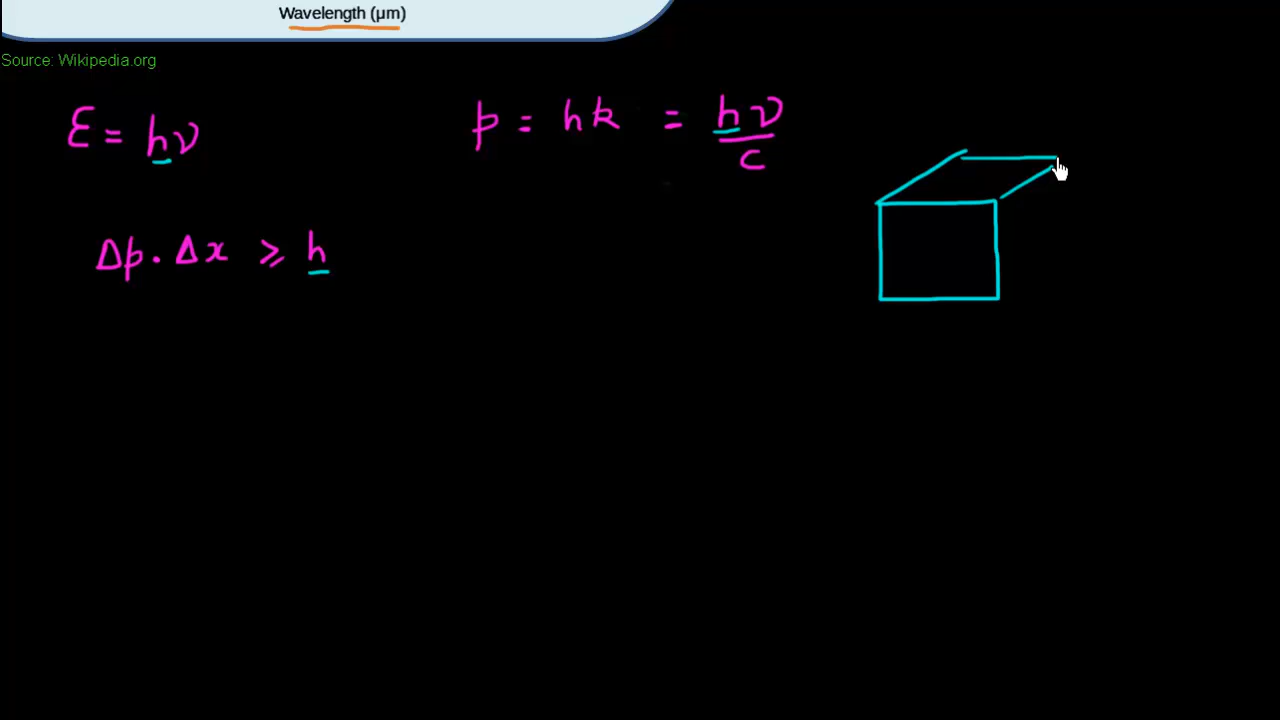 Wavelength (µm)
Source: Wikipedia.org
E = hν
p = hk = hν/c
Δp · Δx ⩾ h